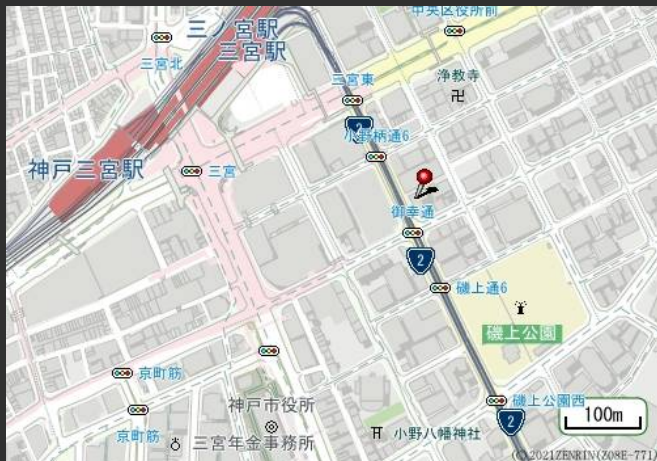 中央区役所前
三ノ宮駅
三宮駅
三宮北
三宮東
浄教寺
2
小野柄通6
神戸三宮駅
三宮
御幸通
2
磯上通6
磯上公園
京町筋
神戸市役所
磯上公園西
100m
京町筋
三宮年金事務所
小野八幡神社
2
(C)2021ZENRIN(Z08E-771)